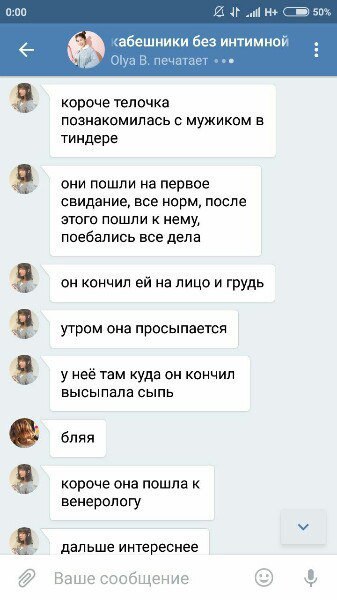 0:00
H+
50%
кабешники без интимной
Olya B. печатает
короче телочка
познакомилась с мужиком в
тиндере
они пошли на первое
свидание, все норм, после
этого пошли к нему,
поебались все дела
он кончил ей на лицо и грудь
утром она просыпается
у неё там куда он кончил
высыпала сыпь
бляя
короче она пошла к
венерологу
дальше интереснее
Ваше сообщение